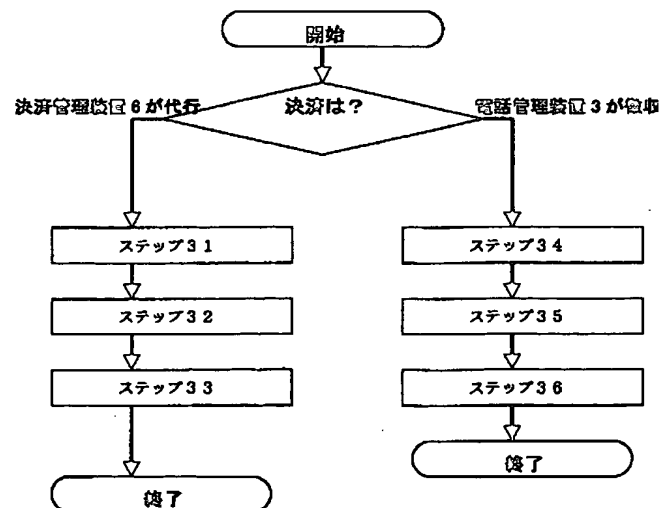 開始
決済は？
決済管理装置６が代行
電話管理装置３が徴収
ステップ３１
ステップ３２
ステップ３３
終了
ステップ３４
ステップ３５
ステップ３６
終了